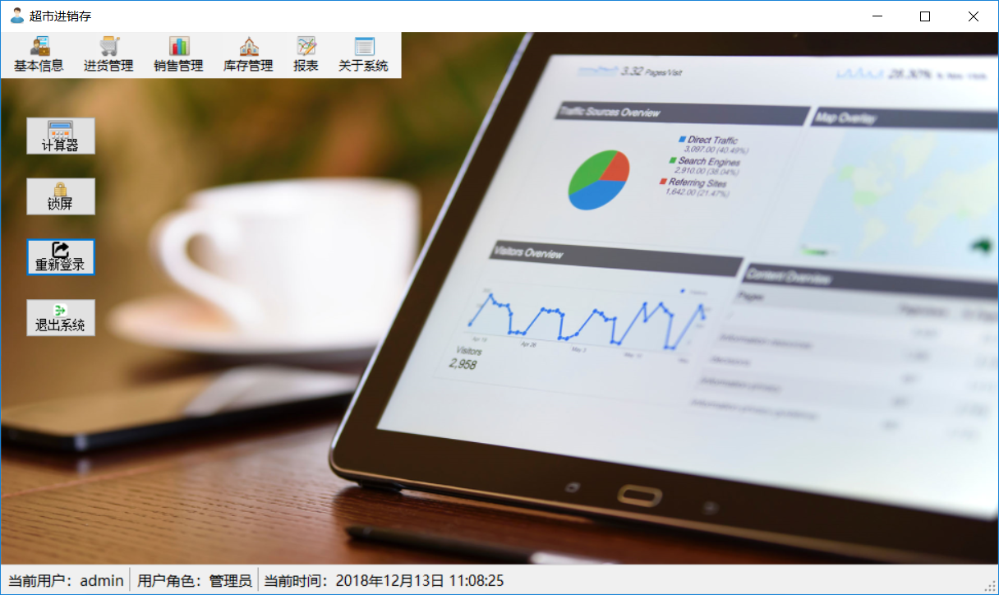 超市进销存
基本信息 进货管理 销售管理 库存管理 报表 关于系统
计算器
锁屏
重新登录
退出系统
3.32 Pages/Visit
28.30%
Traffic Sources Overview
Map Overlay
Direct Traffic
3,097.00 (40.49%)
Search Engines
2,910.00 (38.04%)
Referring Sites
1,642.00 (21.47%)
Visitors Overview
Content Overview
Pages
Visitors
2,958
当前用户：admin 用户角色：管理员 当前时间：2018年12月13日 11:08:25